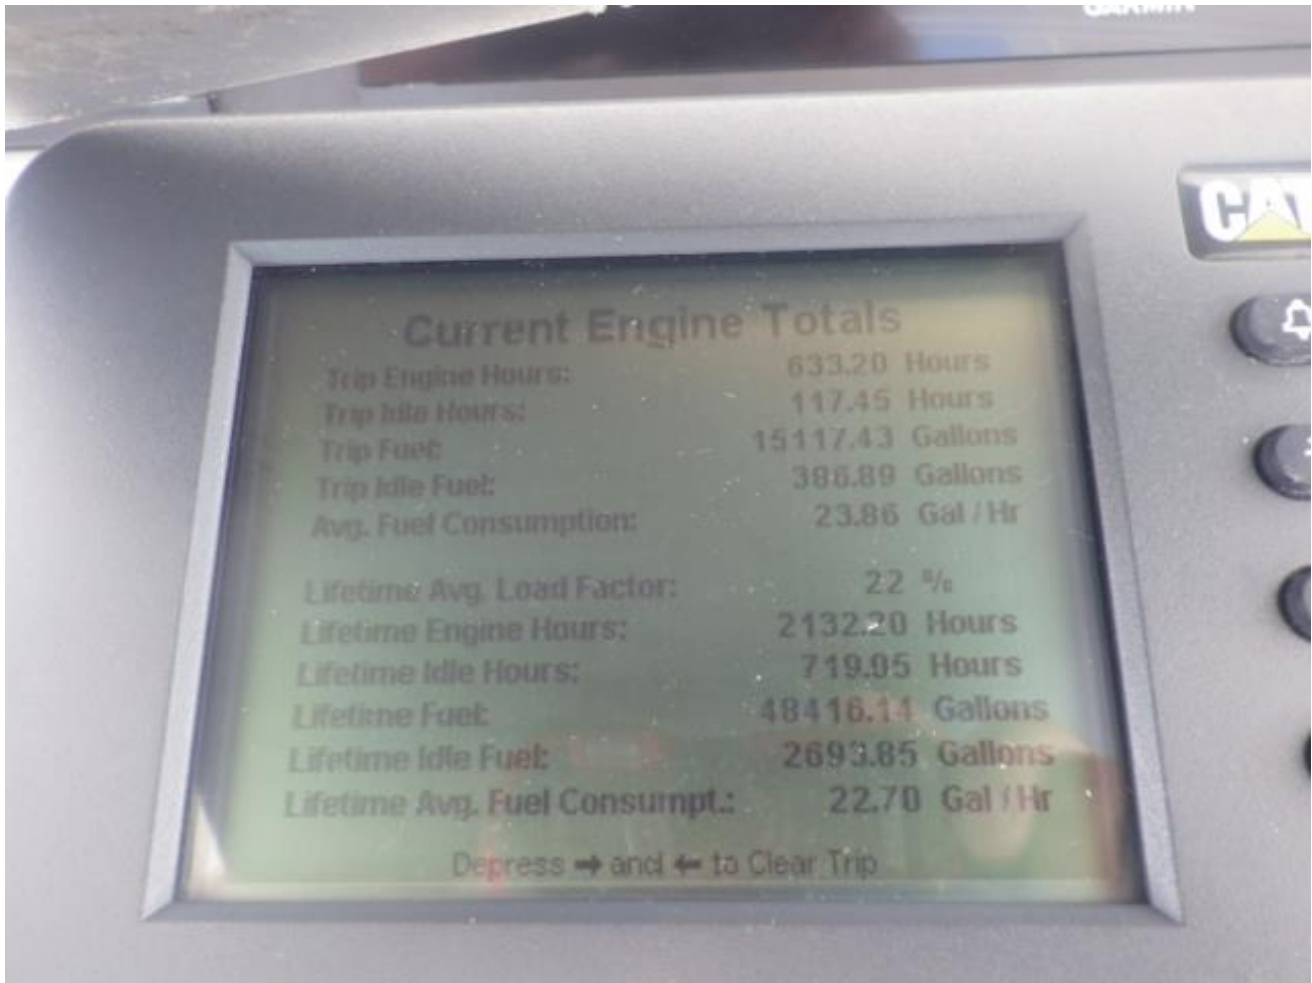 GARMIN
CAT
Current Engine Totals
Trip Engine Hours: 633.20 Hours
Trip Idle Hours: 117.45 Hours
Trip Fuel: 15117.43 Gallons
Trip Idle Fuel: 386.89 Gallons
Avg. Fuel Consumption: 23.86 Gal / Hr
Lifetime Avg. Load Factor: 22 %
Lifetime Engine Hours: 2132.20 Hours
Lifetime Idle Hours: 719.05 Hours
Lifetime Fuel: 48416.14 Gallons
Lifetime Idle Fuel: 2693.85 Gallons
Lifetime Avg. Fuel Consumpt.: 22.70 Gal / Hr
Depress ➡ and ⬅ to Clear Trip